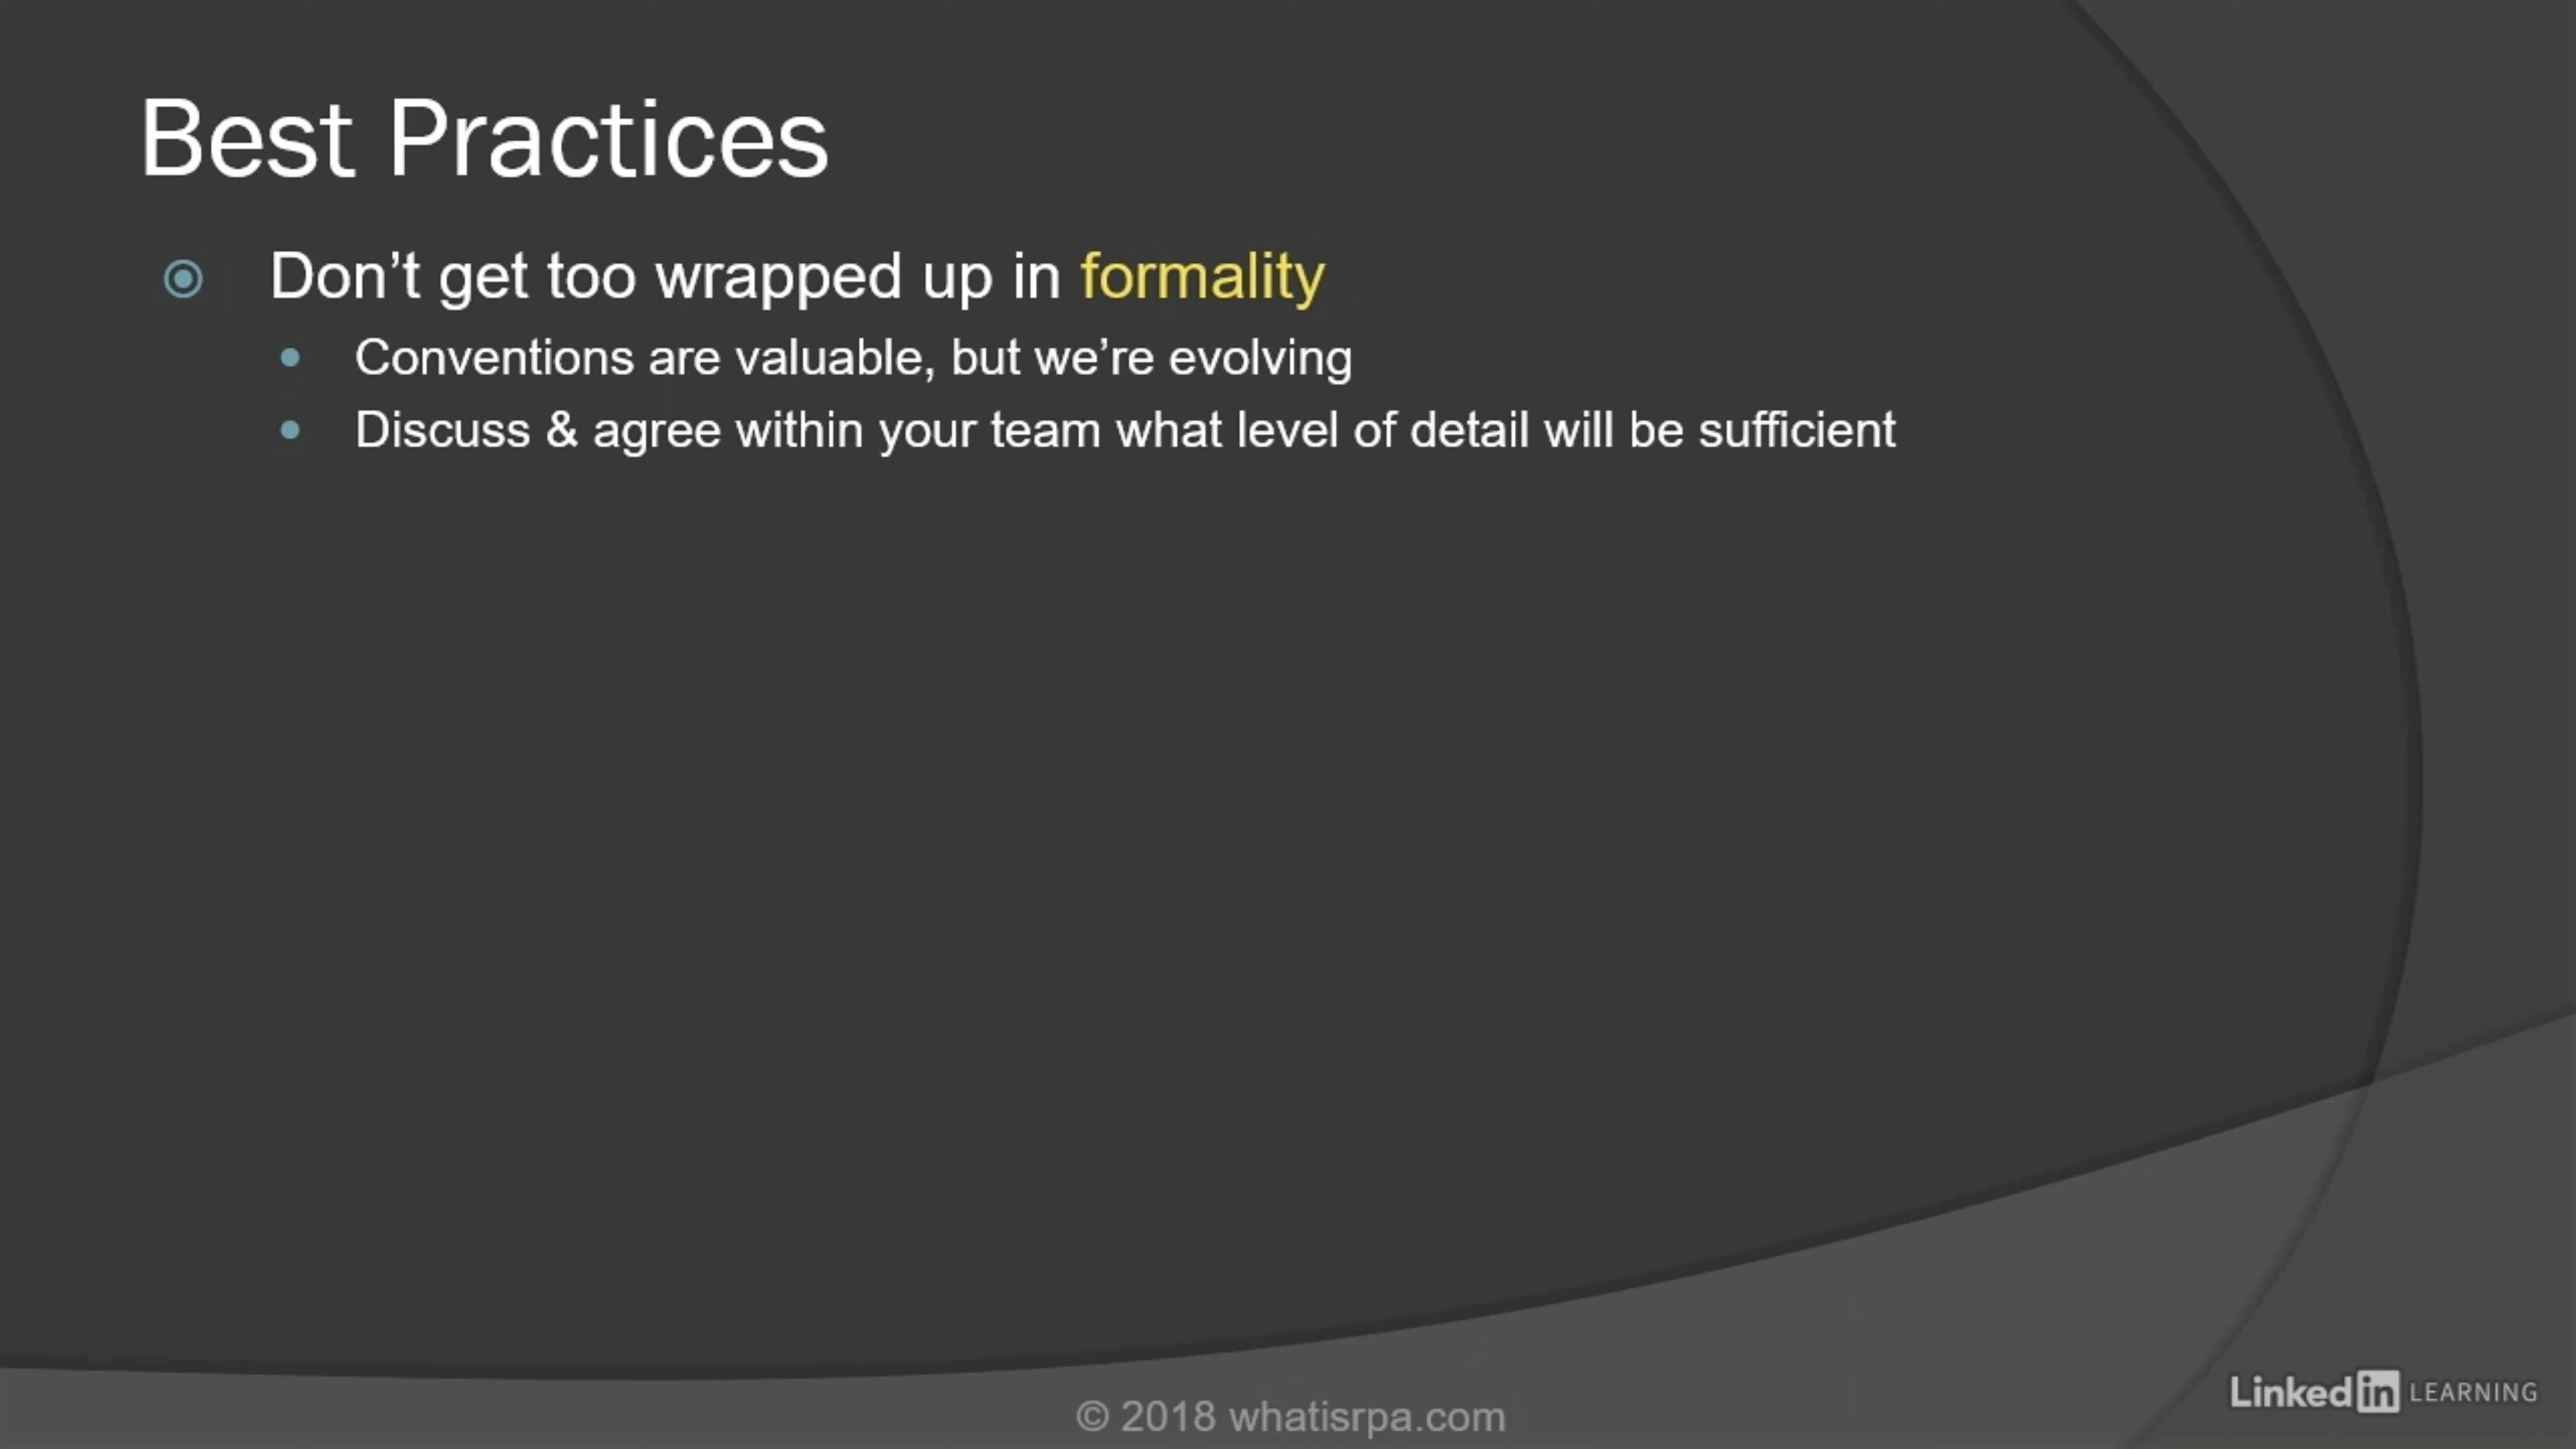 Best Practices
Don’t get too wrapped up in formality
Conventions are valuable, but we’re evolving
Discuss & agree within your team what level of detail will be sufficient
© 2018 whatisrpa.com
Linked in LEARNING